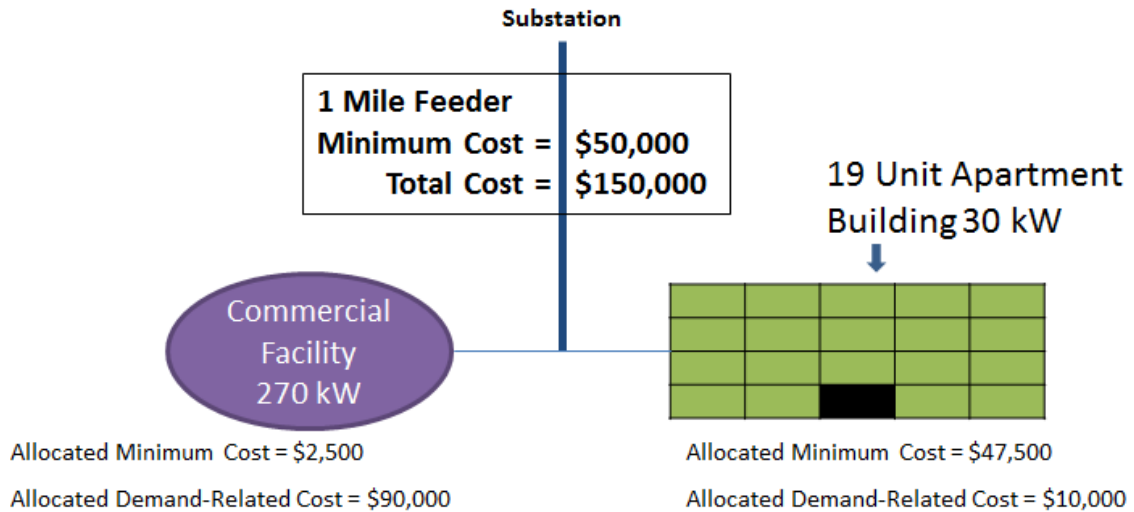 Substation
1 Mile Feeder
Minimum Cost = $50,000
Total Cost = $150,000
19 Unit Apartment
Building 30 kW
Commercial
Facility
270 kW
Allocated Minimum Cost = $2,500
Allocated Minimum Cost = $47,500
Allocated Demand-Related Cost = $90,000
Allocated Demand-Related Cost = $10,000